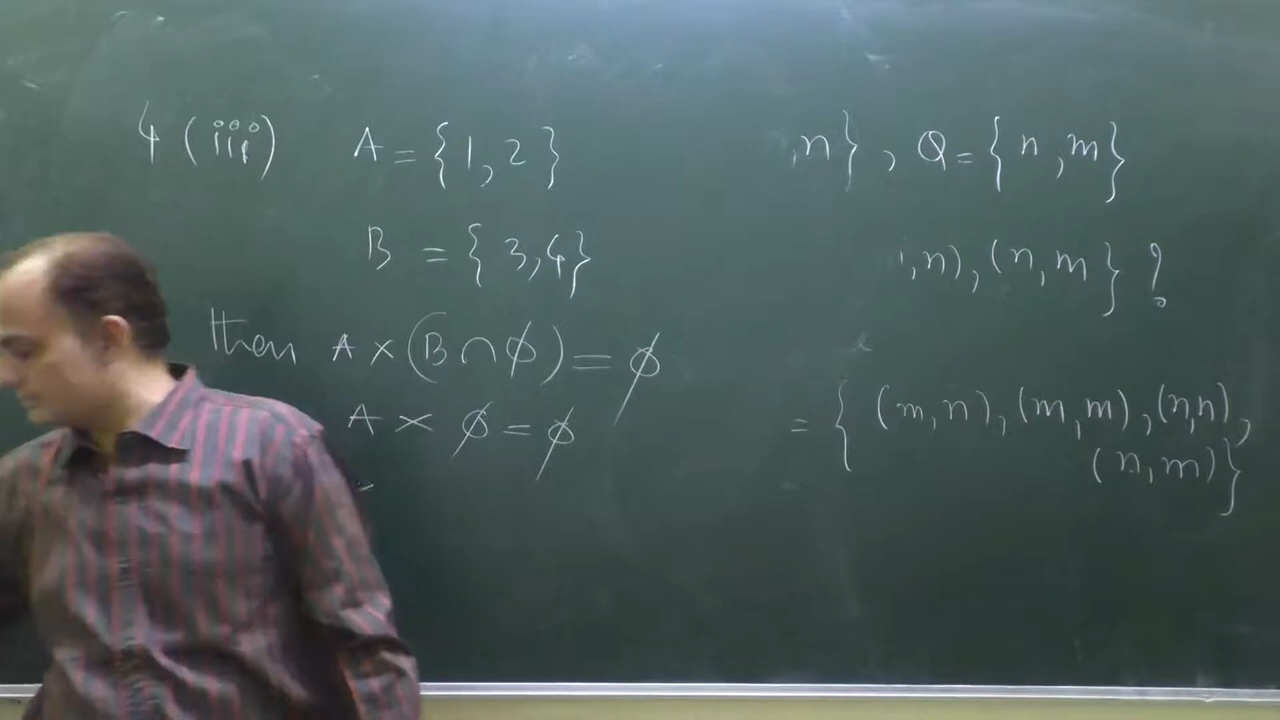 4 (iii) A = {1, 2}
B = {3, 4}
then A × (B ∩ ϕ) = ϕ
A × ϕ = ϕ
, n}, Q = {n, m}
, n), (n, m} ?
= { (m, n), (m, m), (n, n),
(n, m)}